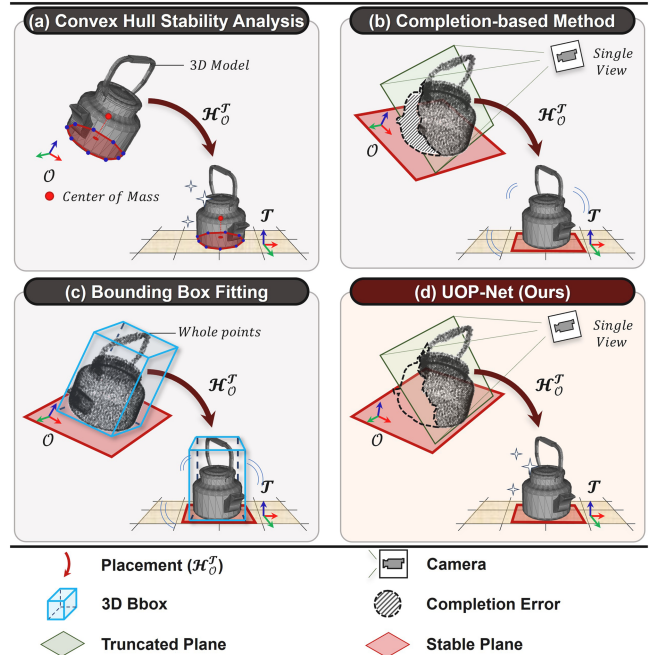 (a) Convex Hull Stability Analysis
3D Model
𝓗_𝒪^𝓣
𝒪
Center of Mass
𝓣
(b) Completion-based Method
Single
View
𝓗_𝒪^𝓣
𝒪
𝓣
(c) Bounding Box Fitting
Whole points
𝓗_𝒪^𝓣
𝒪
𝓣
(d) UOP-Net (Ours)
Single
View
𝓗_𝒪^𝓣
𝒪
𝓣
Placement (𝓗_𝒪^𝓣)
Camera
3D Bbox
Completion Error
Truncated Plane
Stable Plane